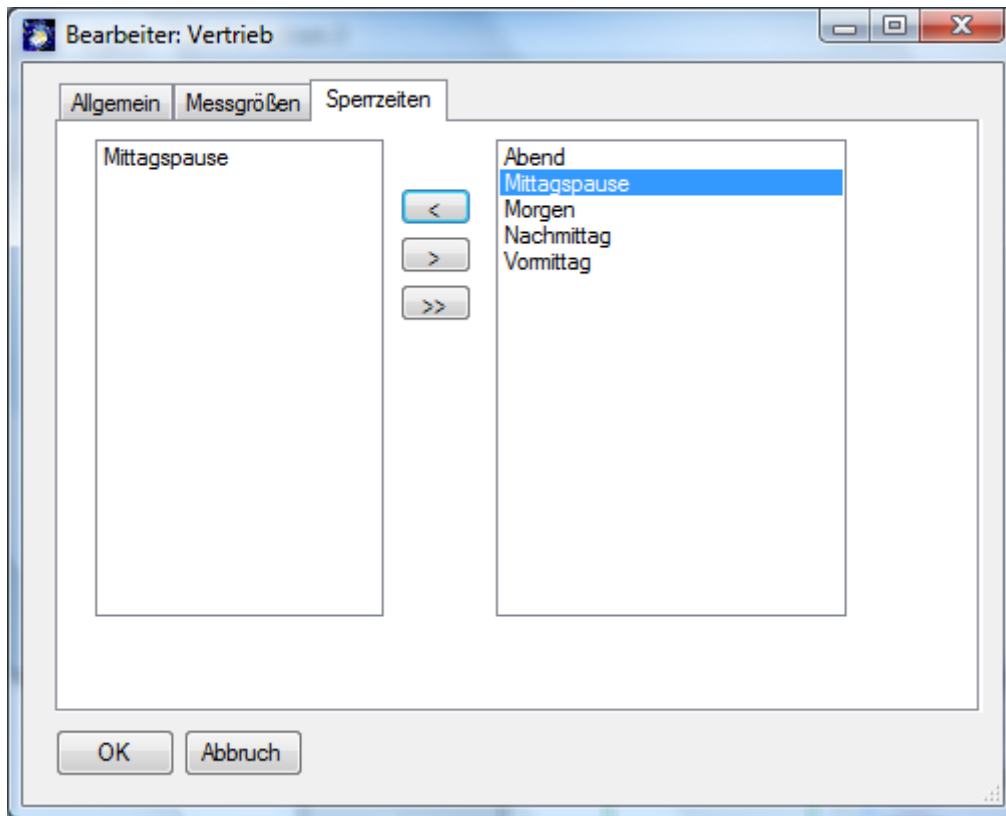 Bearbeiter: Vertrieb
Allgemein Messgrößen Sperrzeiten
Mittagspause
<
>
>>
Abend
Mittagspause
Morgen
Nachmittag
Vormittag
OK Abbruch